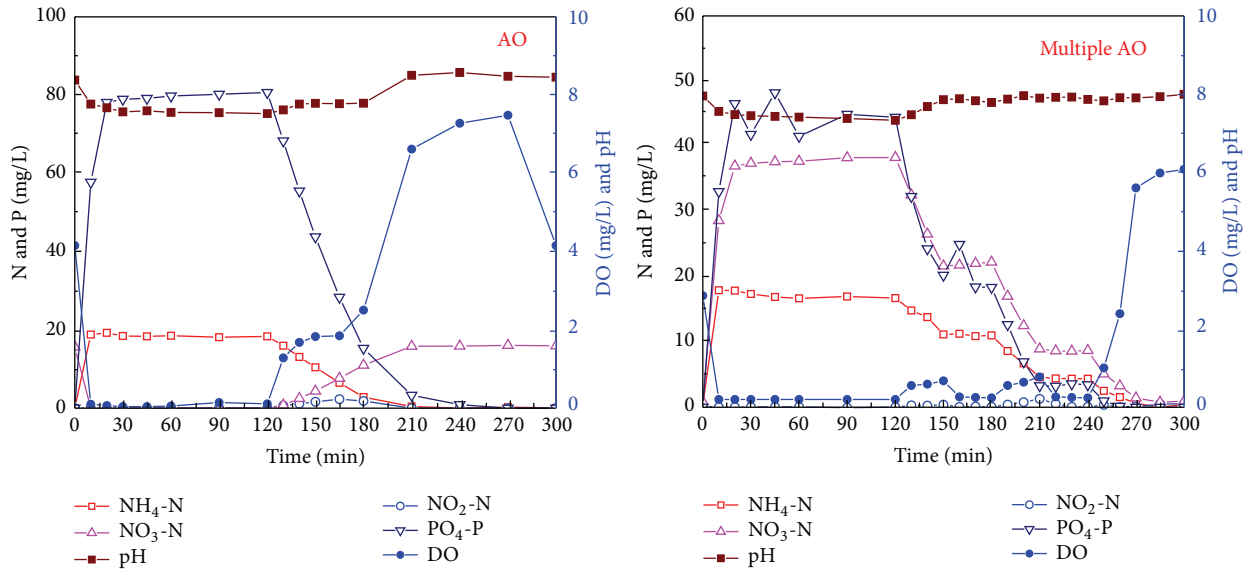 100
80
60
40
20
0
N and P (mg/L)
AO
10
8
6
4
2
0
DO (mg/L) and pH
0 30 60 90 120 150 180 210 240 270 300
Time (min)
NH4-N
NO3-N
pH
NO2-N
PO4-P
DO
60
50
40
30
20
10
0
N and P (mg/L)
Multiple AO
10
8
6
4
2
0
DO (mg/L) and pH
0 30 60 90 120 150 180 210 240 270 300
Time (min)
NH4-N
NO3-N
pH
NO2-N
PO4-P
DO